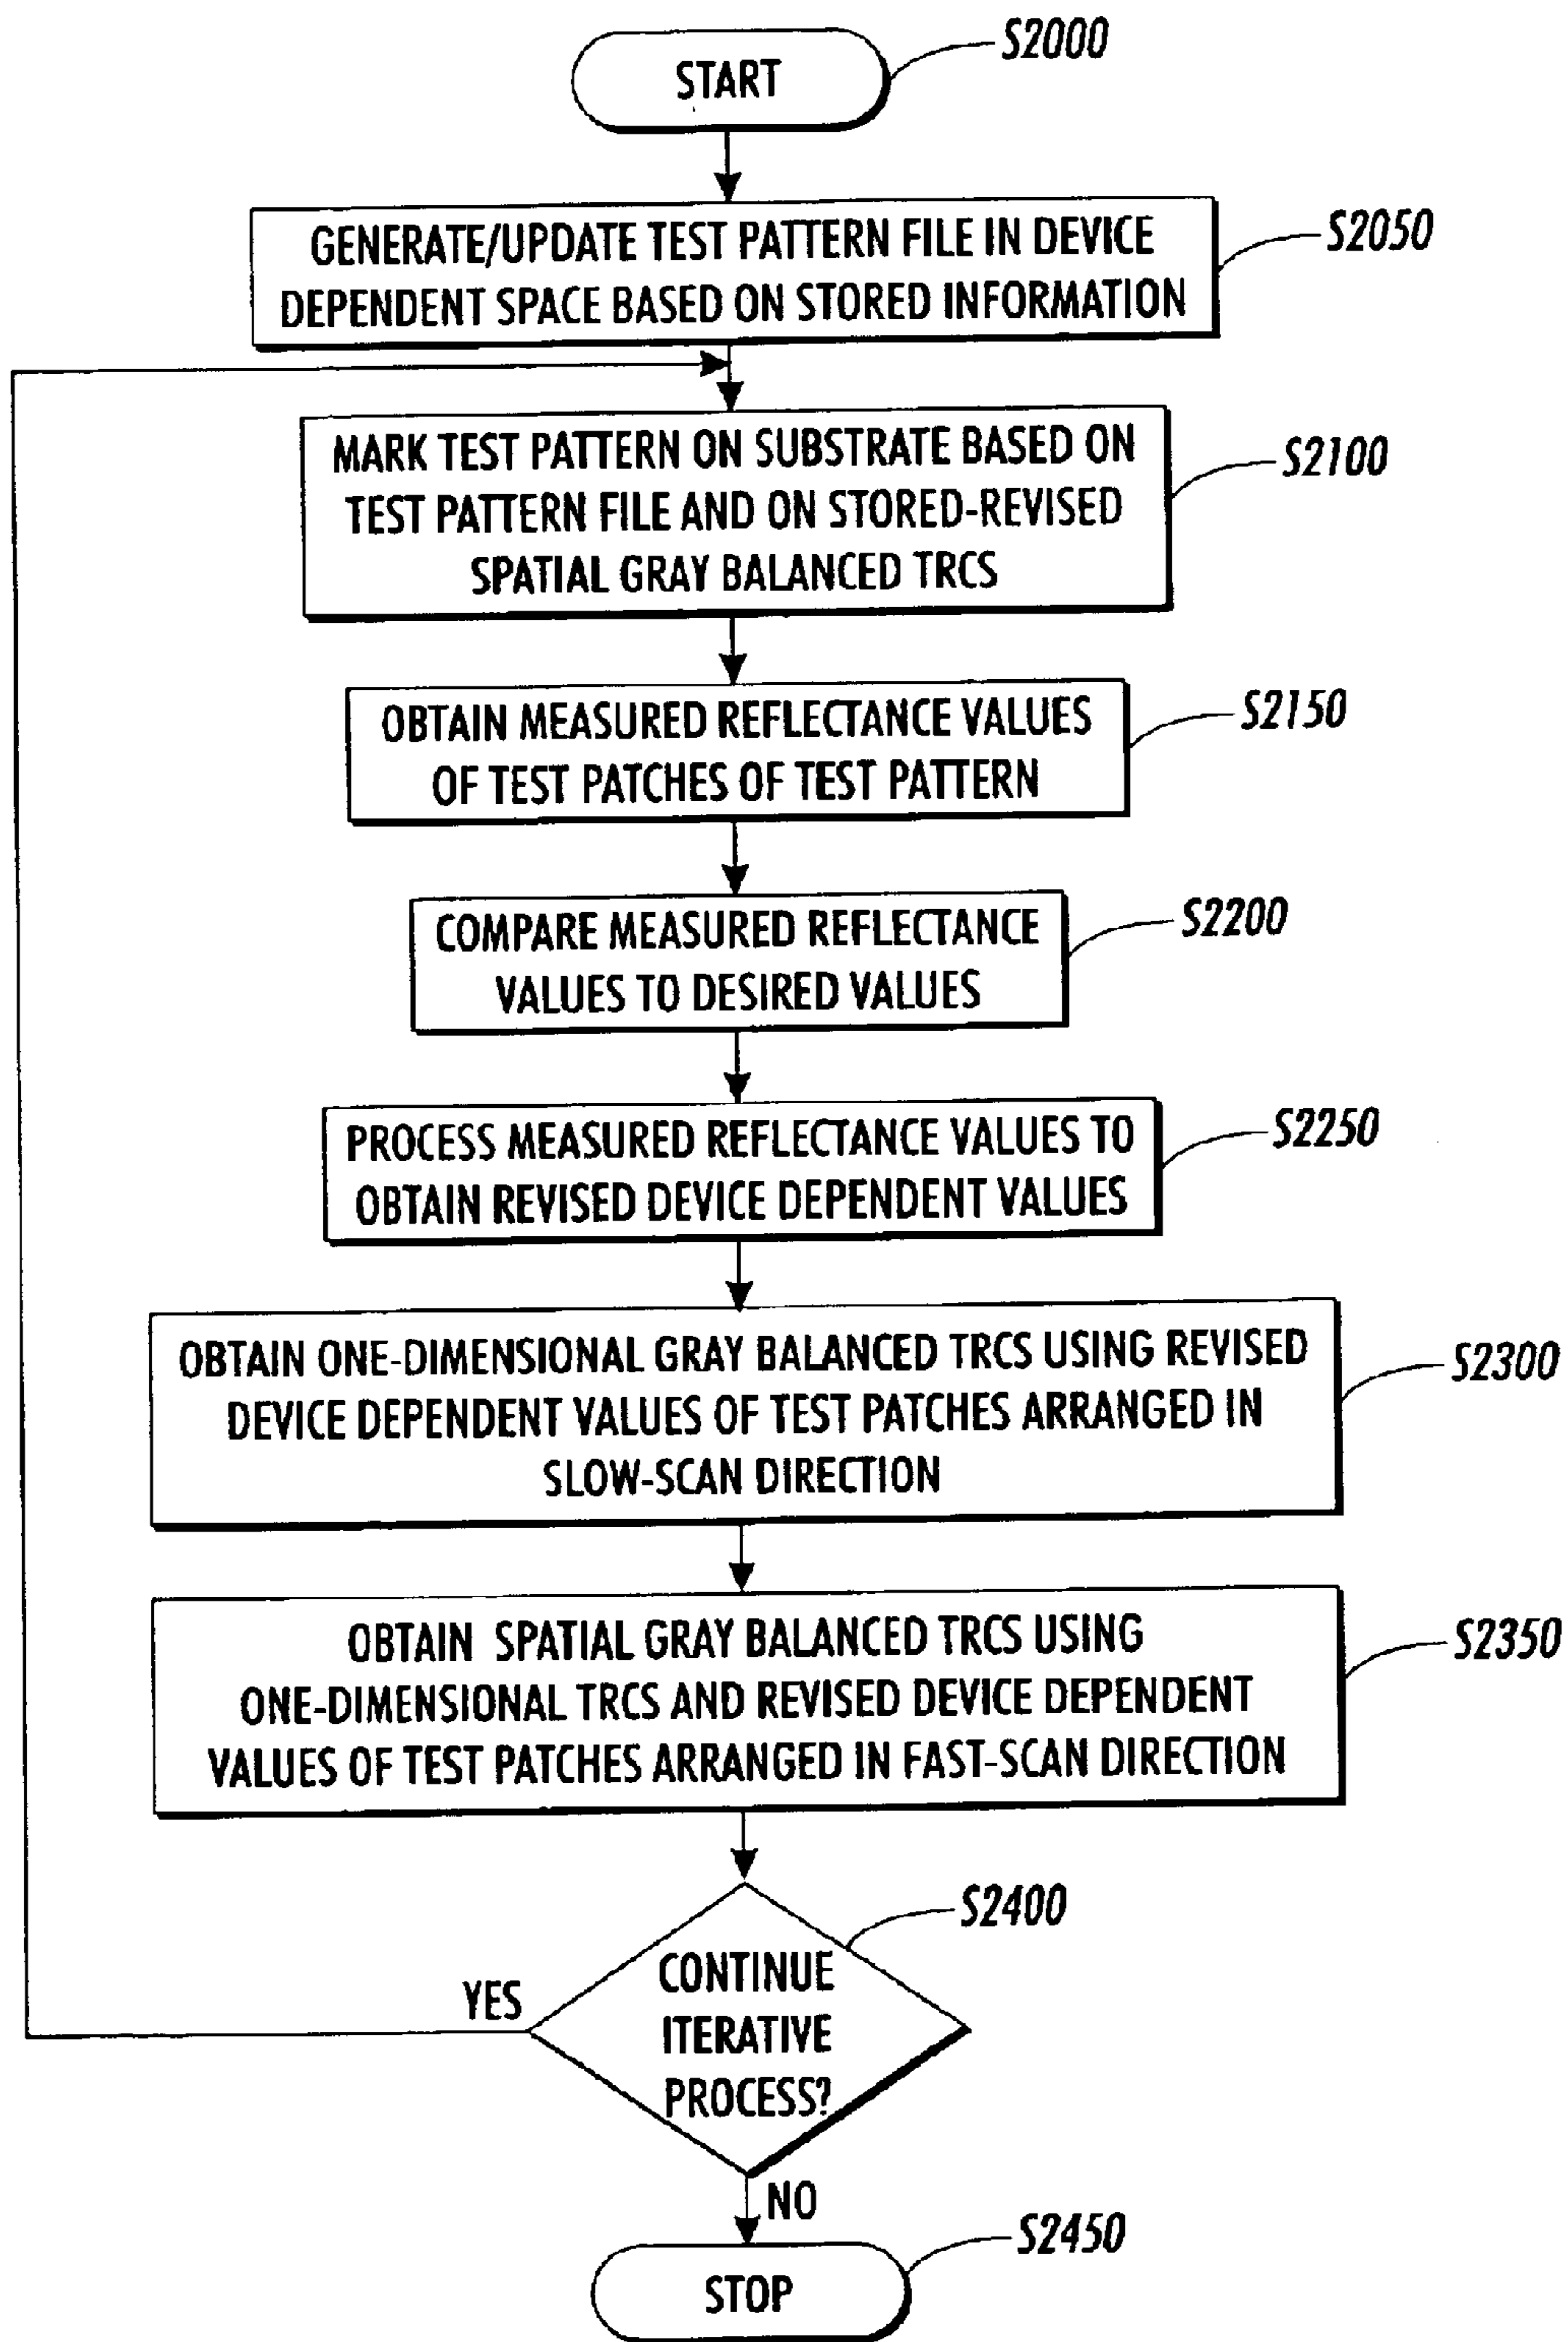 START
S2000
GENERATE/UPDATE TEST PATTERN FILE IN DEVICE
DEPENDENT SPACE BASED ON STORED INFORMATION
S2050
MARK TEST PATTERN ON SUBSTRATE BASED ON
TEST PATTERN FILE AND ON STORED-REVISED
SPATIAL GRAY BALANCED TRCS
S2100
OBTAIN MEASURED REFLECTANCE VALUES
OF TEST PATCHES OF TEST PATTERN
S2150
COMPARE MEASURED REFLECTANCE
VALUES TO DESIRED VALUES
S2200
PROCESS MEASURED REFLECTANCE VALUES TO
OBTAIN REVISED DEVICE DEPENDENT VALUES
S2250
OBTAIN ONE-DIMENSIONAL GRAY BALANCED TRCS USING REVISED
DEVICE DEPENDENT VALUES OF TEST PATCHES ARRANGED IN
SLOW-SCAN DIRECTION
S2300
OBTAIN SPATIAL GRAY BALANCED TRCS USING
ONE-DIMENSIONAL TRCS AND REVISED DEVICE DEPENDENT
VALUES OF TEST PATCHES ARRANGED IN FAST-SCAN DIRECTION
S2350
CONTINUE
ITERATIVE
PROCESS?
S2400
YES
NO
STOP
S2450